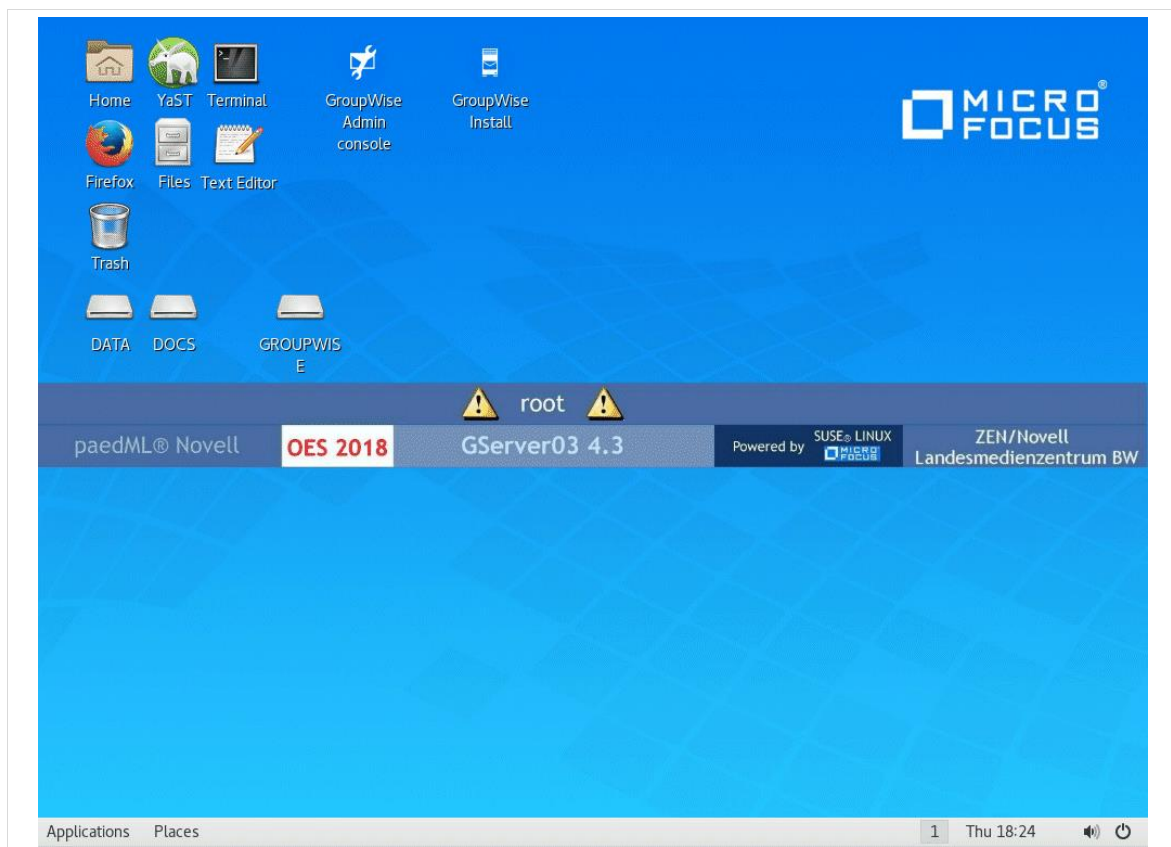 Home YaST Terminal
GroupWise
Admin
console
GroupWise
Install
MICRO
FOCUS®
Firefox Files Text Editor
Trash
DATA DOCS
GROUPWIS
E
root
paedML® Novell
OES 2018
GServer03 4.3
Powered by
SUSE® LINUX
MICRO
FOCUS
ZEN/Novell
Landesmedienzentrum BW
Applications Places
1 Thu 18:24